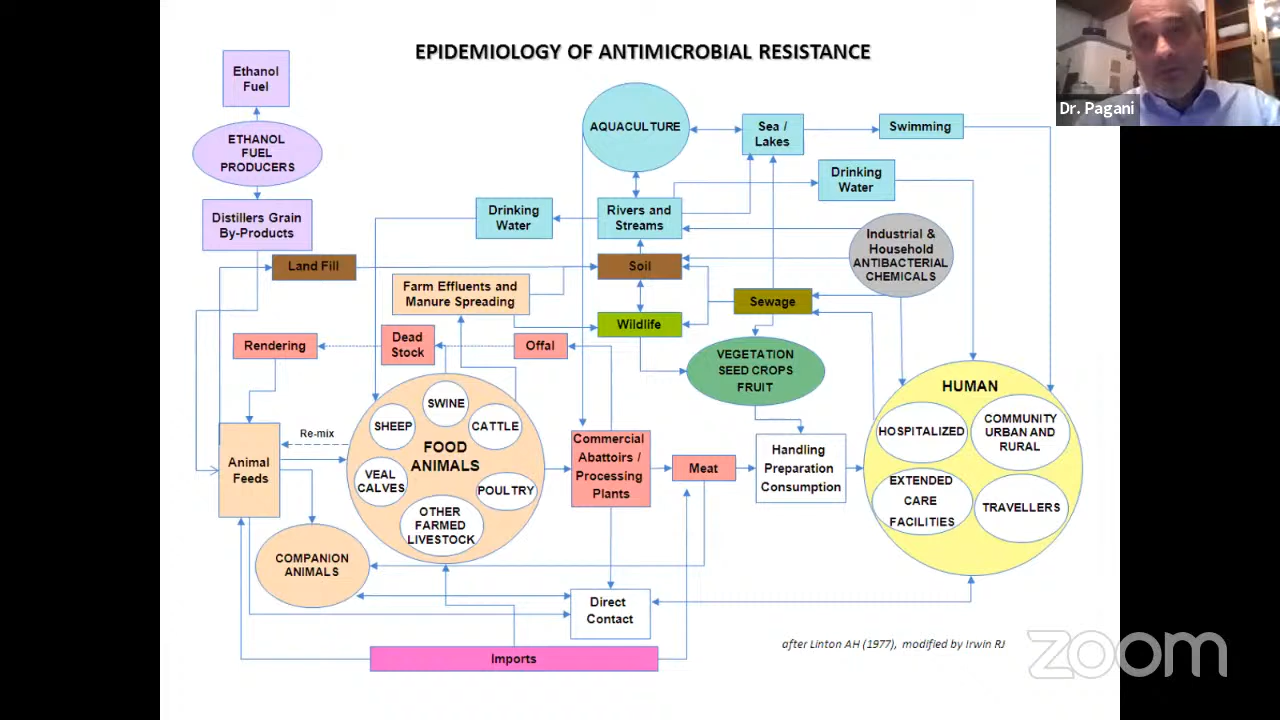 EPIDEMIOLOGY OF ANTIMICROBIAL RESISTANCE
Dr. Pagani
Ethanol
Fuel
ETHANOL
FUEL
PRODUCERS
Distillers Grain
By-Products
Land Fill
AQUACULTURE
Sea /
Lakes
Swimming
Drinking
Water
Drinking
Water
Rivers and
Streams
Industrial &
Household
ANTIBACTERIAL
CHEMICALS
Soil
Farm Effluents and
Manure Spreading
Sewage
Wildlife
Rendering
Dead
Stock
Offal
VEGETATION
SEED CROPS
FRUIT
HUMAN
HOSPITALIZED
COMMUNITY
URBAN AND
RURAL
EXTENDED
CARE
FACILITIES
TRAVELLERS
SWINE
SHEEP
CATTLE
FOOD
ANIMALS
VEAL
CALVES
POULTRY
OTHER
FARMED
LIVESTOCK
Re-mix
Animal
Feeds
Commercial
Abattoirs /
Processing
Plants
Meat
Handling
Preparation
Consumption
COMPANION
ANIMALS
Direct
Contact
Imports
after Linton AH (1977), modified by Irwin RJ
zoom